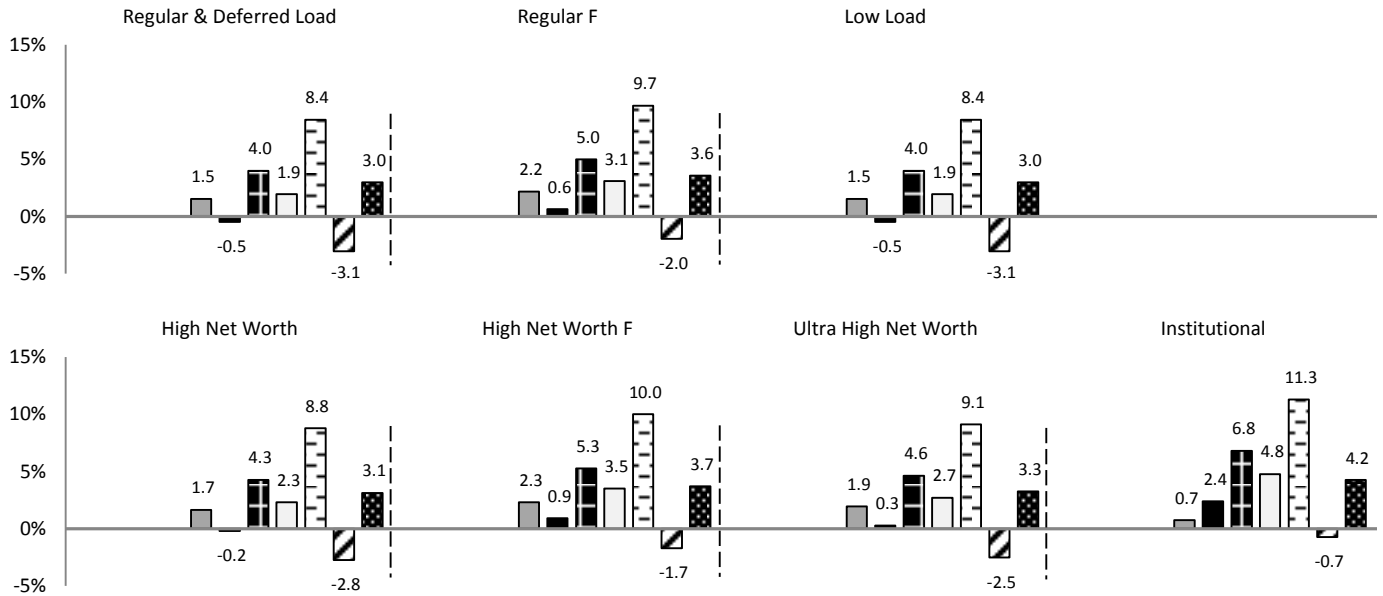 Regular & Deferred Load Regular F Low Load
15%
10%
5%
0%
-5%
1.5 -0.5 4.0 1.9 8.4 -3.1 3.0
2.2 0.6 5.0 3.1 9.7 -2.0 3.6
1.5 -0.5 4.0 1.9 8.4 -3.1 3.0
High Net Worth High Net Worth F Ultra High Net Worth Institutional
15%
10%
5%
0%
-5%
1.7 -0.2 4.3 2.3 8.8 -2.8 3.1
2.3 0.9 5.3 3.5 10.0 -1.7 3.7
1.9 0.3 4.6 2.7 9.1 -2.5 3.3
0.7 2.4 6.8 4.8 11.3 -0.7 4.2